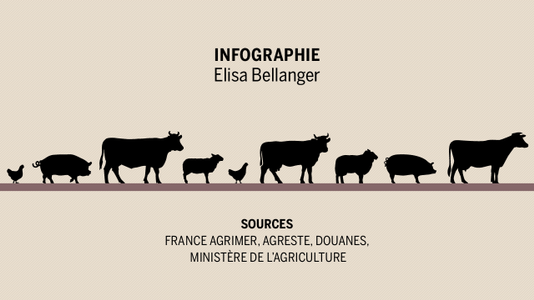 INFOGRAPHIE
Elisa Bellanger
SOURCES
FRANCE AGRIMER, AGRESTE, DOUANES,
MINISTÈRE DE L'AGRICULTURE